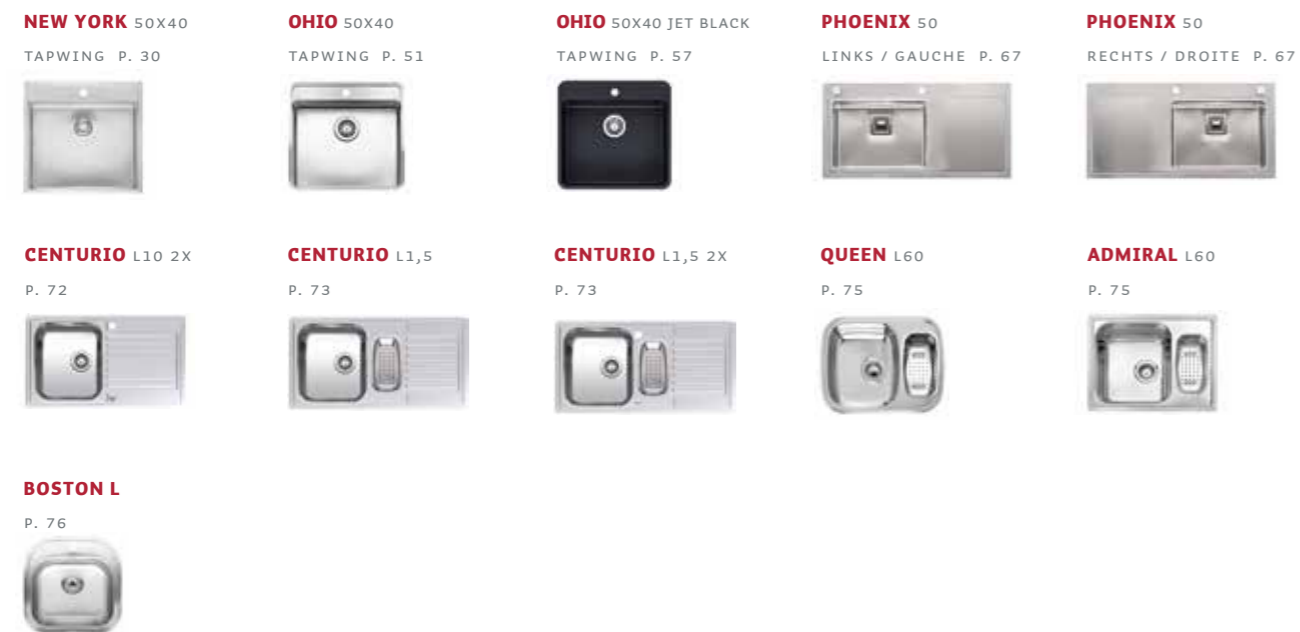 NEW YORK 50X40
TAPWING P. 30
OHIO 50X40
TAPWING P. 51
OHIO 50X40 JET BLACK
TAPWING P. 57
PHOENIX 50
LINKS / GAUCHE P. 67
PHOENIX 50
RECHTS / DROITE P. 67
CENTURIO L10 2X
P. 72
CENTURIO L1,5
P. 73
CENTURIO L1,5 2X
P. 73
QUEEN L60
P. 75
ADMIRAL L60
P. 75
BOSTON L
P. 76